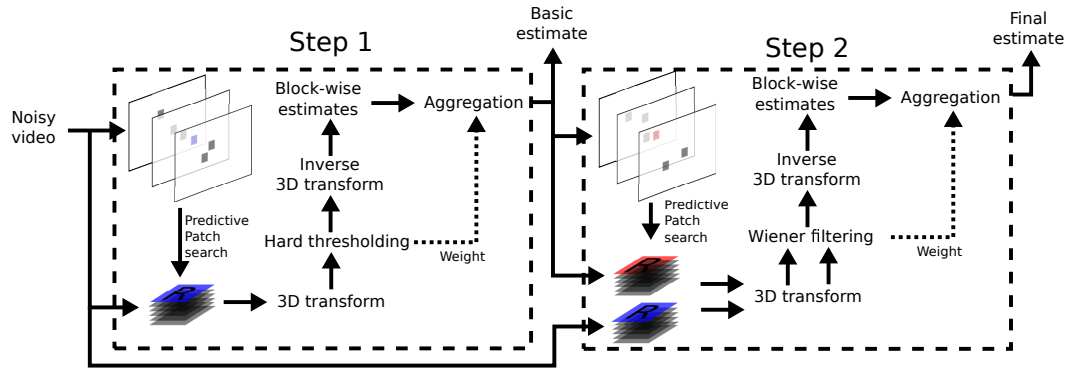 Step 1
Noisy
video
Predictive
Patch
search
R
3D transform
Hard thresholding
Weight
Inverse
3D transform
Block-wise
estimates
Aggregation
Basic
estimate
Step 2
Predictive
Patch
search
R
R
3D transform
Wiener filtering
Weight
Inverse
3D transform
Block-wise
estimates
Aggregation
Final
estimate